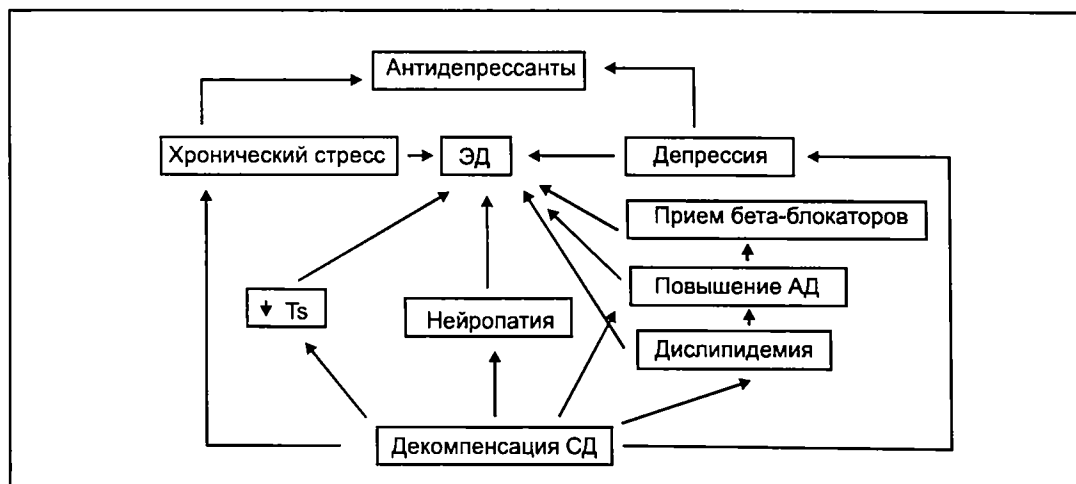 Антидепрессанты
Хронический стресс
ЭД
Депрессия
Прием бета-блокаторов
Повышение АД
↓ Ts
Нейропатия
Дислипидемия
Декомпенсация СД